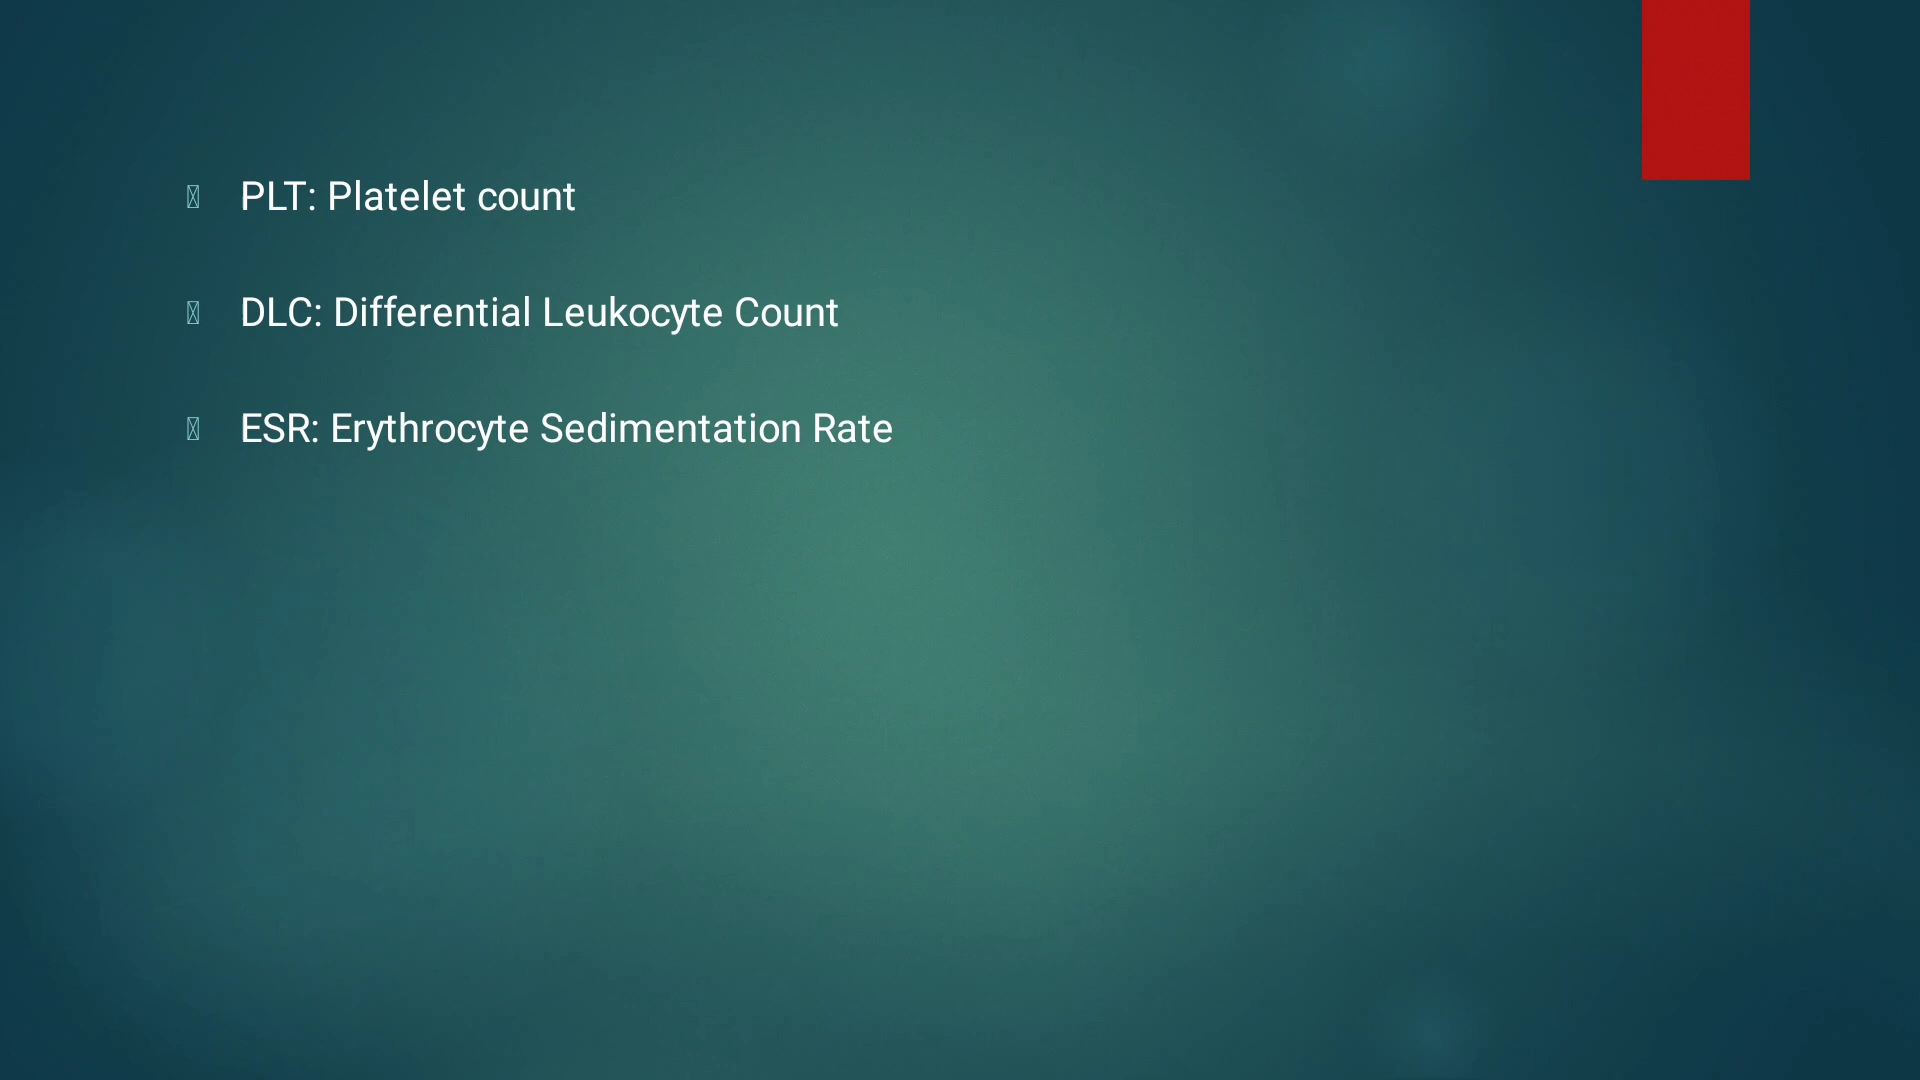 PLT: Platelet count
DLC: Differential Leukocyte Count
ESR: Erythrocyte Sedimentation Rate